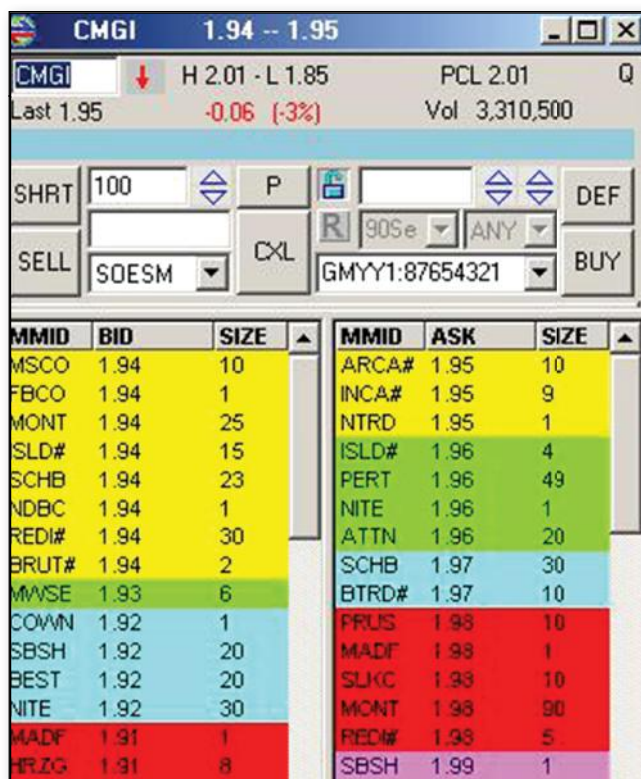 CMGI 1.94 -- 1.95
CMGI H 2.01 - L 1.85 PCL 2.01 Q
Last 1.95 -0.06 (-3%) Vol 3,310,500
SHRT 100 P DEF
R 90Se ANY
SELL SOESM CXL GMYY1:87654321 BUY
MMID BID SIZE MMID ASK SIZE
MSCO 1.94 10 ARCA# 1.95 10
FBCO 1.94 1 INCA# 1.95 9
MONT 1.94 25 NTRD 1.95 1
ISLD# 1.94 15 ISLD# 1.96 4
SCHB 1.94 23 PERT 1.96 49
NDBC 1.94 1 NITE 1.96 1
REDI# 1.94 30 ATTN 1.96 20
BRUT# 1.94 2 SCHB 1.97 30
MWSE 1.93 6 BTRD# 1.97 10
COWN 1.92 1 PRUS 1.98 10
SBSH 1.92 20 MADF 1.98 1
BEST 1.92 20 SLKC 1.98 10
NITE 1.92 30 MONT 1.98 90
MADF 1.91 1 REDI# 1.98 5
HRZG 1.91 8 SBSH 1.99 1